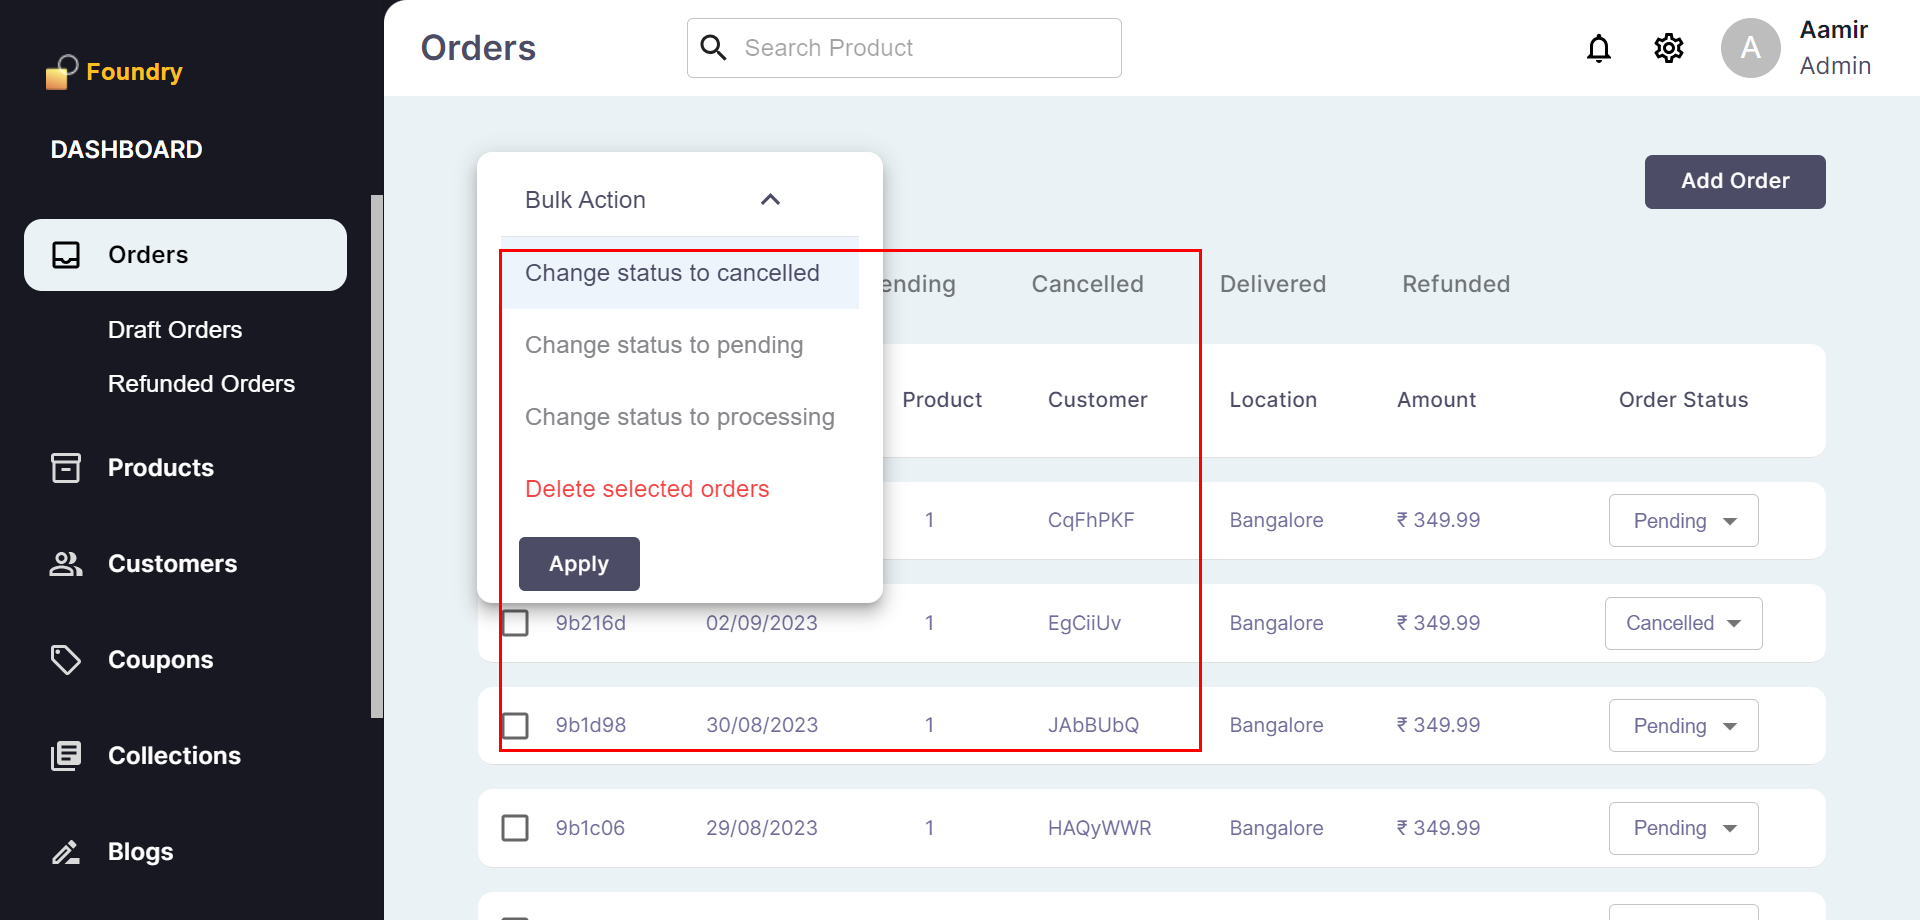 Foundry
DASHBOARD
Orders
Draft Orders
Refunded Orders
Products
Customers
Coupons
Collections
Blogs
Orders
Search Product
A
Aamir
Admin
Add Order
Bulk Action
Change status to cancelled
Change status to pending
Change status to processing
Delete selected orders
Apply
ending Cancelled Delivered Refunded
Product Customer Location Amount Order Status
1 CqFhPKF Bangalore ₹ 349.99 Pending
9b216d 02/09/2023 1 EgCiiUv Bangalore ₹ 349.99 Cancelled
9b1d98 30/08/2023 1 JAbBUbQ Bangalore ₹ 349.99 Pending
9b1c06 29/08/2023 1 HAQyWWR Bangalore ₹ 349.99 Pending